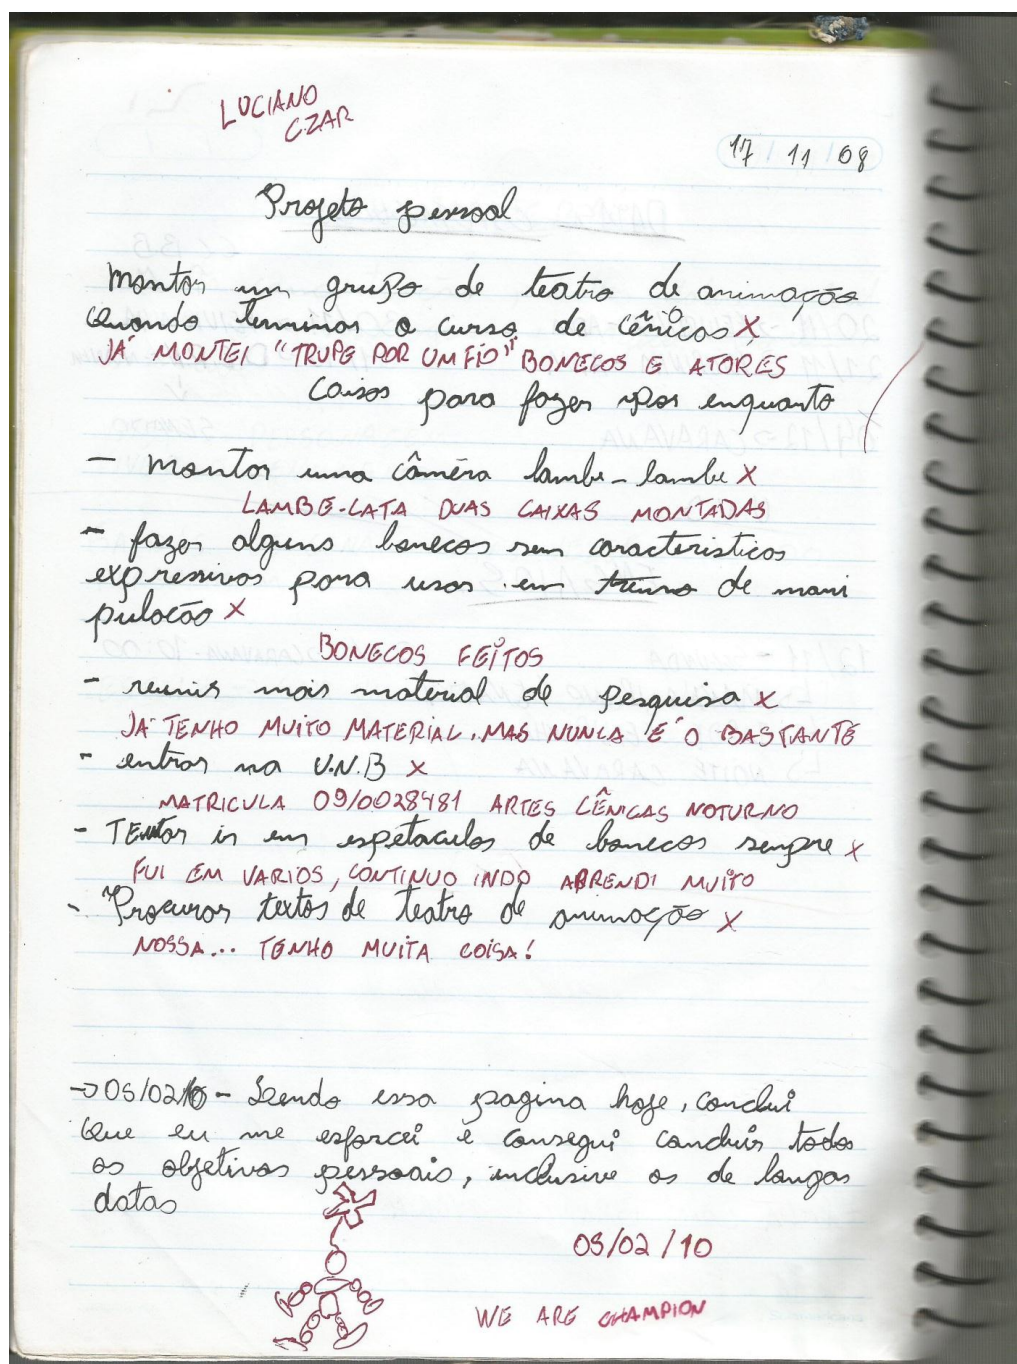 LUCIANO
CZAR
17 11 08
Projeto pessoal
Montar um grupo de teatro de animação
quando terminar o curso de cênicas X
JÁ MONTEI "TRUPE POR UM FIO" BONECOS E ATORES
Coisas para fazer por enquanto
- Montar uma câmera lambe-lambe X
LAMBE-LATA DUAS CAIXAS MONTADAS
- fazer alguns bonecos sem caracteristicas
expressivas para usar em treino de mani
pulação X
BONECOS FEITOS
- reunir mais material de pesquisa X
JÁ TENHO MUITO MATERIAL, MAS NUNCA É O BASTANTE
- entrar na U.N.B X
MATRICULA 09/0028481 ARTES CÊNICAS NOTURNO
- TEntar ir em espetaculos de bonecos sempre X
FUI EM VARIOS, CONTINUO INDO APRENDI MUITO
- Procurar textos de teatro de animação X
NOSSA... TENHO MUITA COISA!
→ 05/02/10 - Lendo essa pagina hoje, conclui
que eu me esforcei e consegui concluir todos
os objetivos pessoais, inclusive os de longas
datas
05/02/10
WE ARE CHAMPION